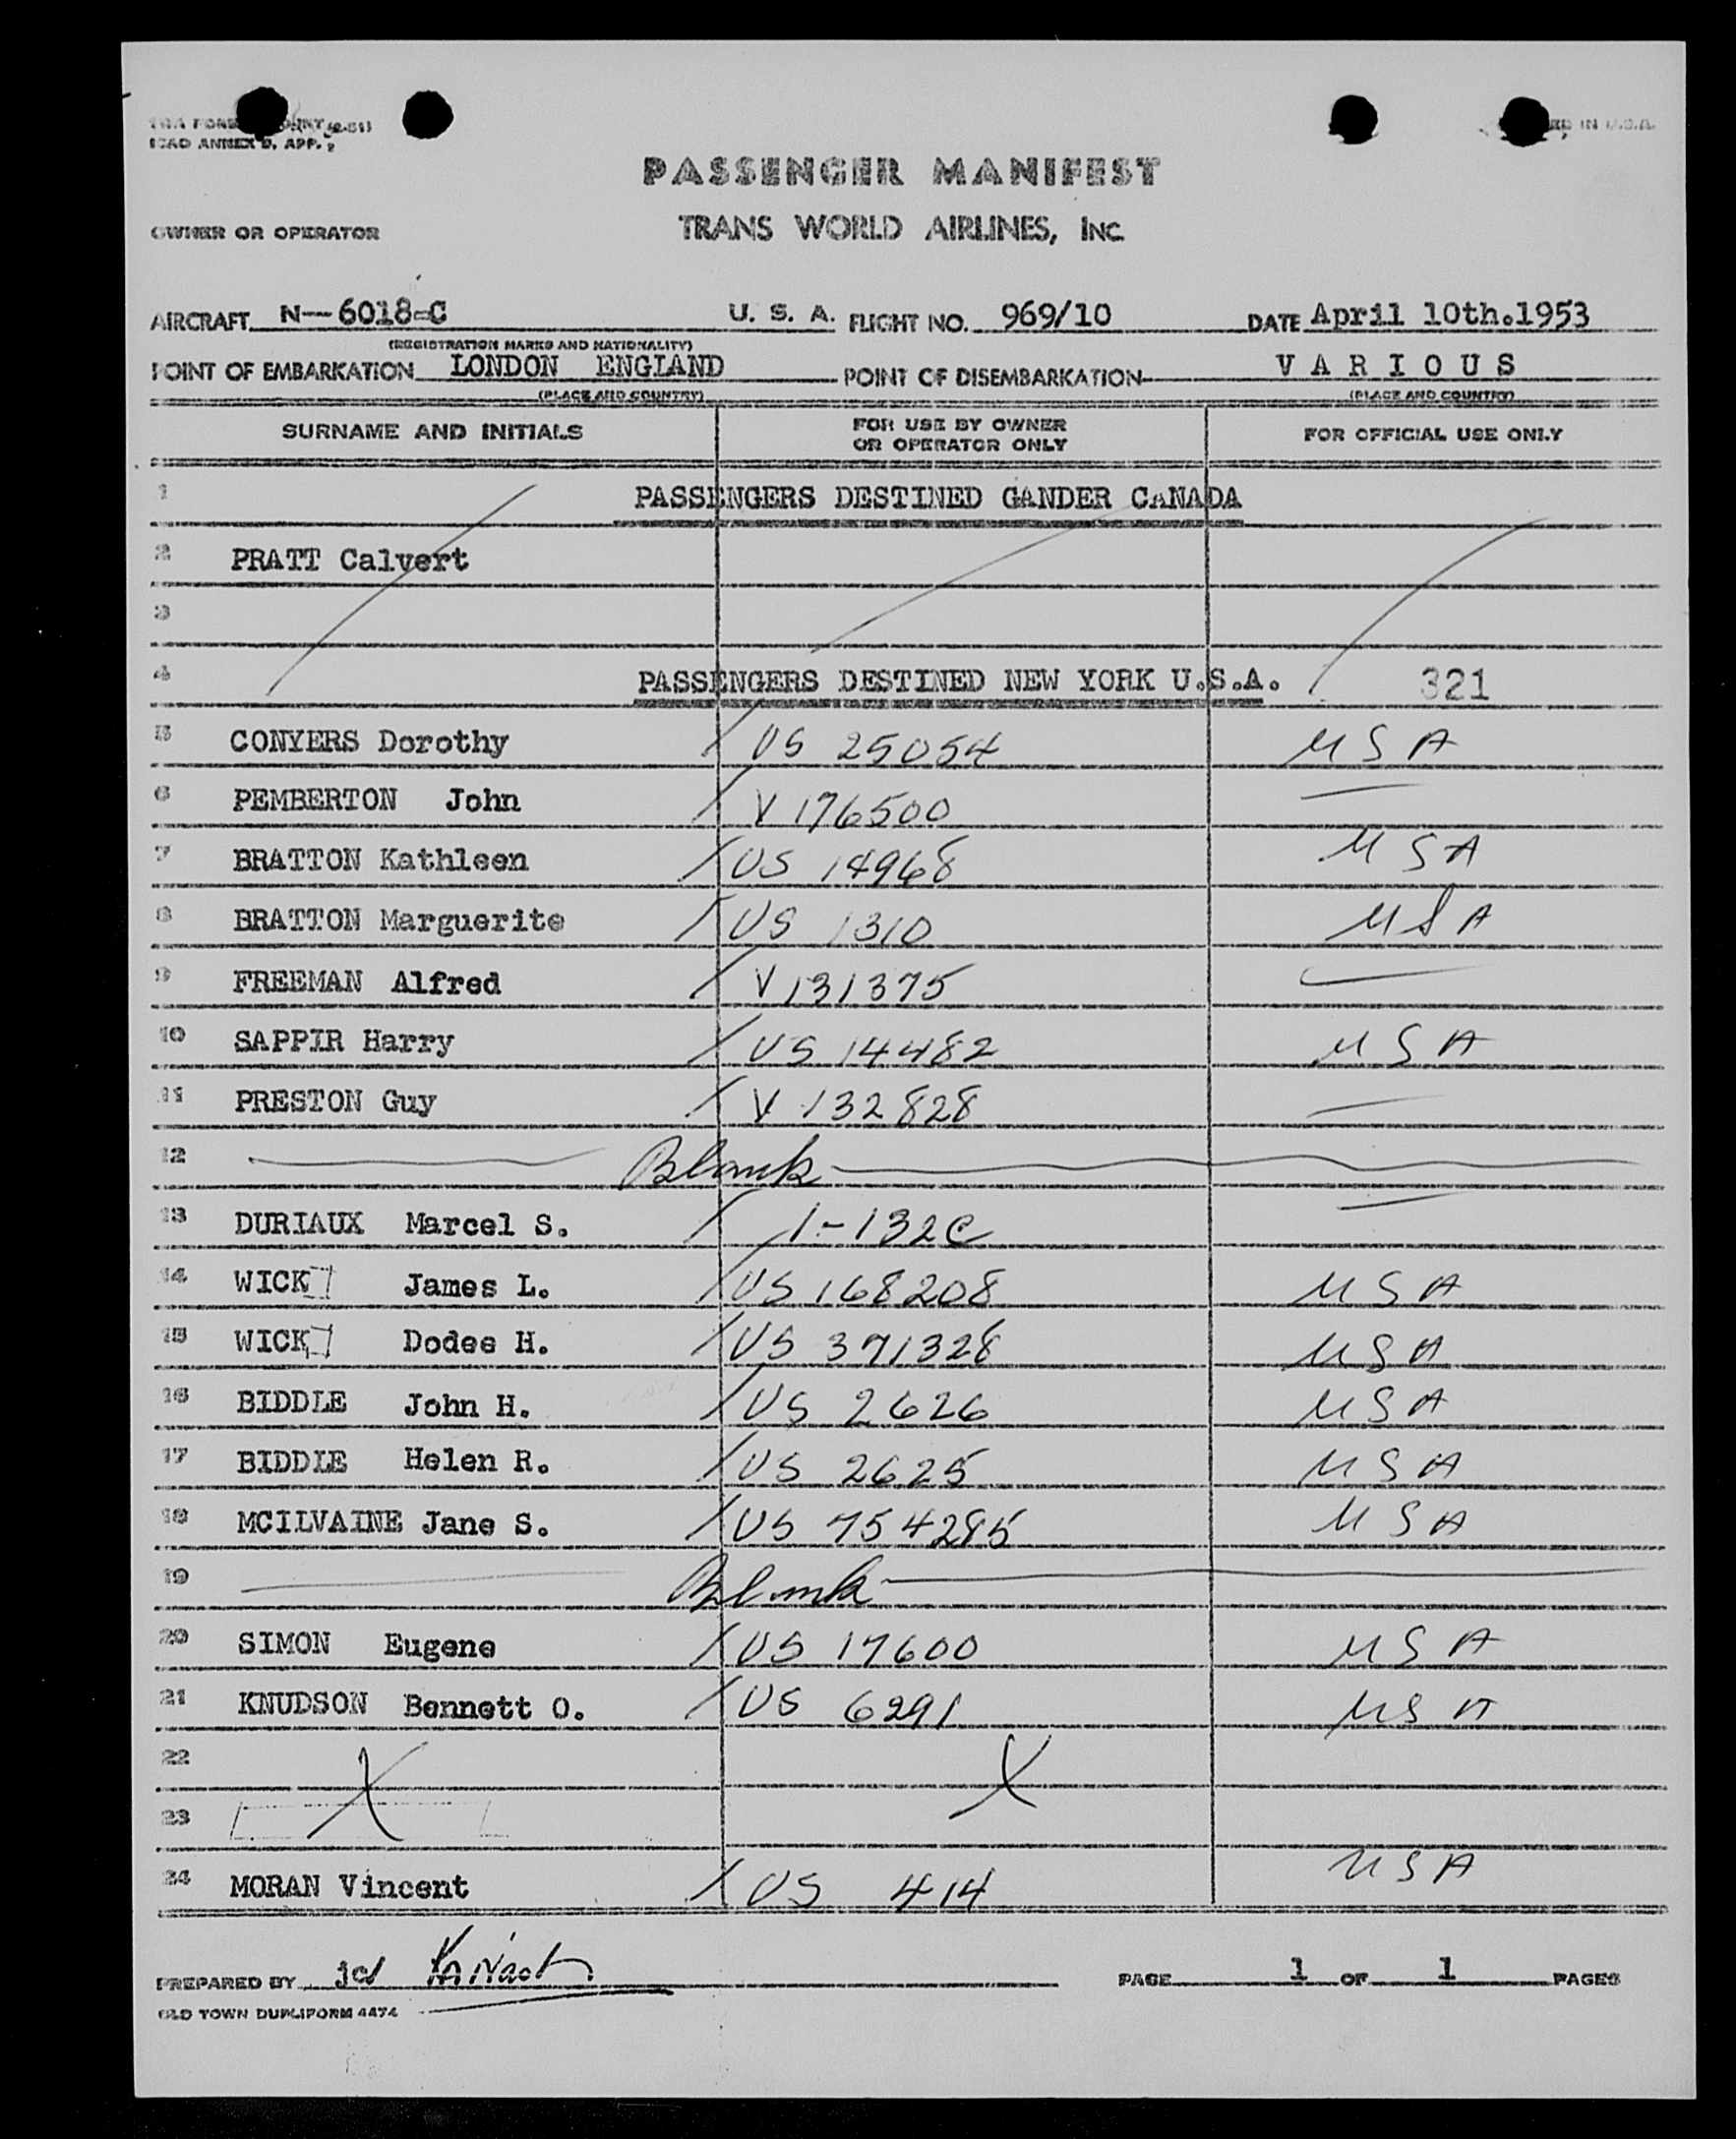 ICAO ANNEX 9, APP. 2
PASSENGER MANIFEST
OWNER OR OPERATOR TRANS WORLD AIRLINES, INC.
AIRCRAFT N-6018-C U. S. A. FLIGHT NO. 969/10 DATE April 10th.1953
(REGISTRATION MARKS AND NATIONALITY)
POINT OF EMBARKATION LONDON ENGLAND POINT OF DISEMBARKATION VARIOUS
(PLACE AND COUNTRY) (PLACE AND COUNTRY)
SURNAME AND INITIALS FOR USE BY OWNER OR OPERATOR ONLY FOR OFFICIAL USE ONLY
1 PASSENGERS DESTINED GANDER CANADA
2 PRATT Calvert
3
4 PASSENGERS DESTINED NEW YORK U.S.A. 321
5 CONYERS Dorothy US 25054 USA
6 PEMBERTON John V 176500
7 BRATTON Kathleen US 14968 USA
8 BRATTON Marguerite US 1310 USA
9 FREEMAN Alfred V 131375
10 SAPPIR Harry US 14482 USA
11 PRESTON Guy V 132828
12 Blank
13 DURIAUX Marcel S. 1-132C
14 WICK James L. US 168208 USA
15 WICK Dodee H. US 371328 USA
16 BIDDLE John H. US 2626 USA
17 BIDDLE Helen R. US 2625 USA
18 MCILVAINE Jane S. US 754285 USA
19 Blank
20 SIMON Eugene US 17600 USA
21 KNUDSON Bennett O. US 6291 USA
22 X X
23
24 MORAN Vincent US 414 USA
PREPARED BY jcl PAGE 1 OF 1 PAGES
OLD TOWN DUPLIFORM 4474